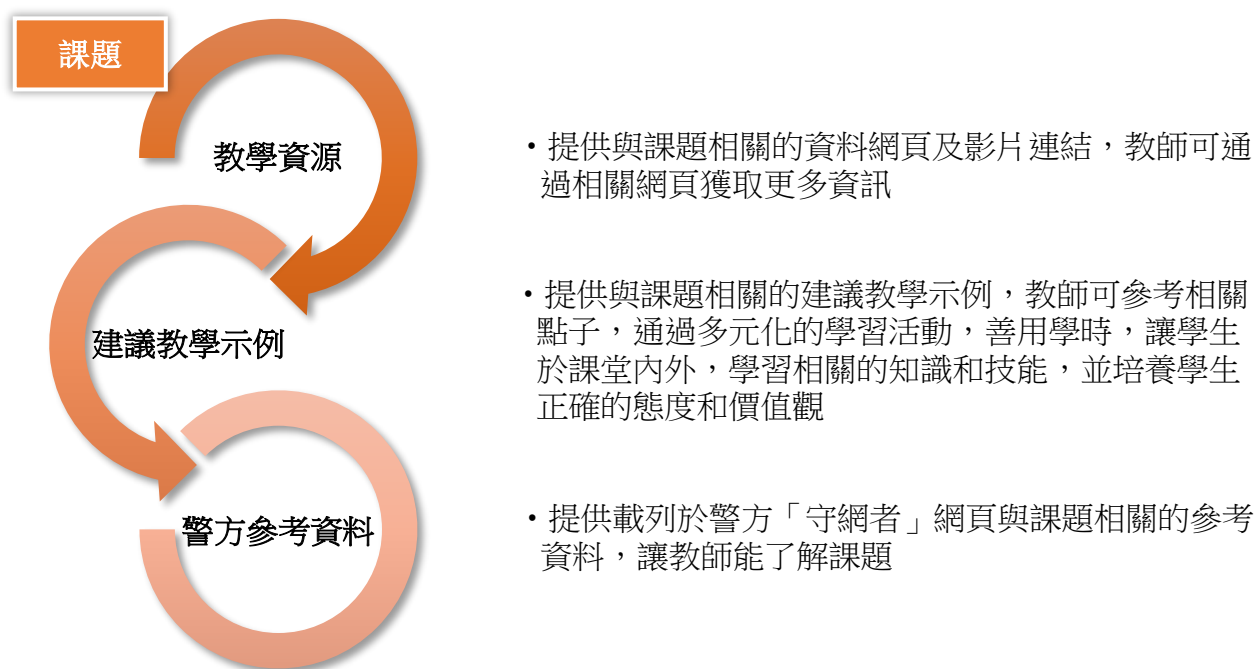 課題
教學資源
•提供與課題相關的資料網頁及影片連結，教師可通
過相關網頁獲取更多資訊
建議教學示例
•提供與課題相關的建議教學示例，教師可參考相關
點子，通過多元化的學習活動，善用學時，讓學生
於課堂內外，學習相關的知識和技能，並培養學生
正確的態度和價值觀
警方參考資料
•提供載列於警方「守網者」網頁與課題相關的參考
資料，讓教師能了解課題